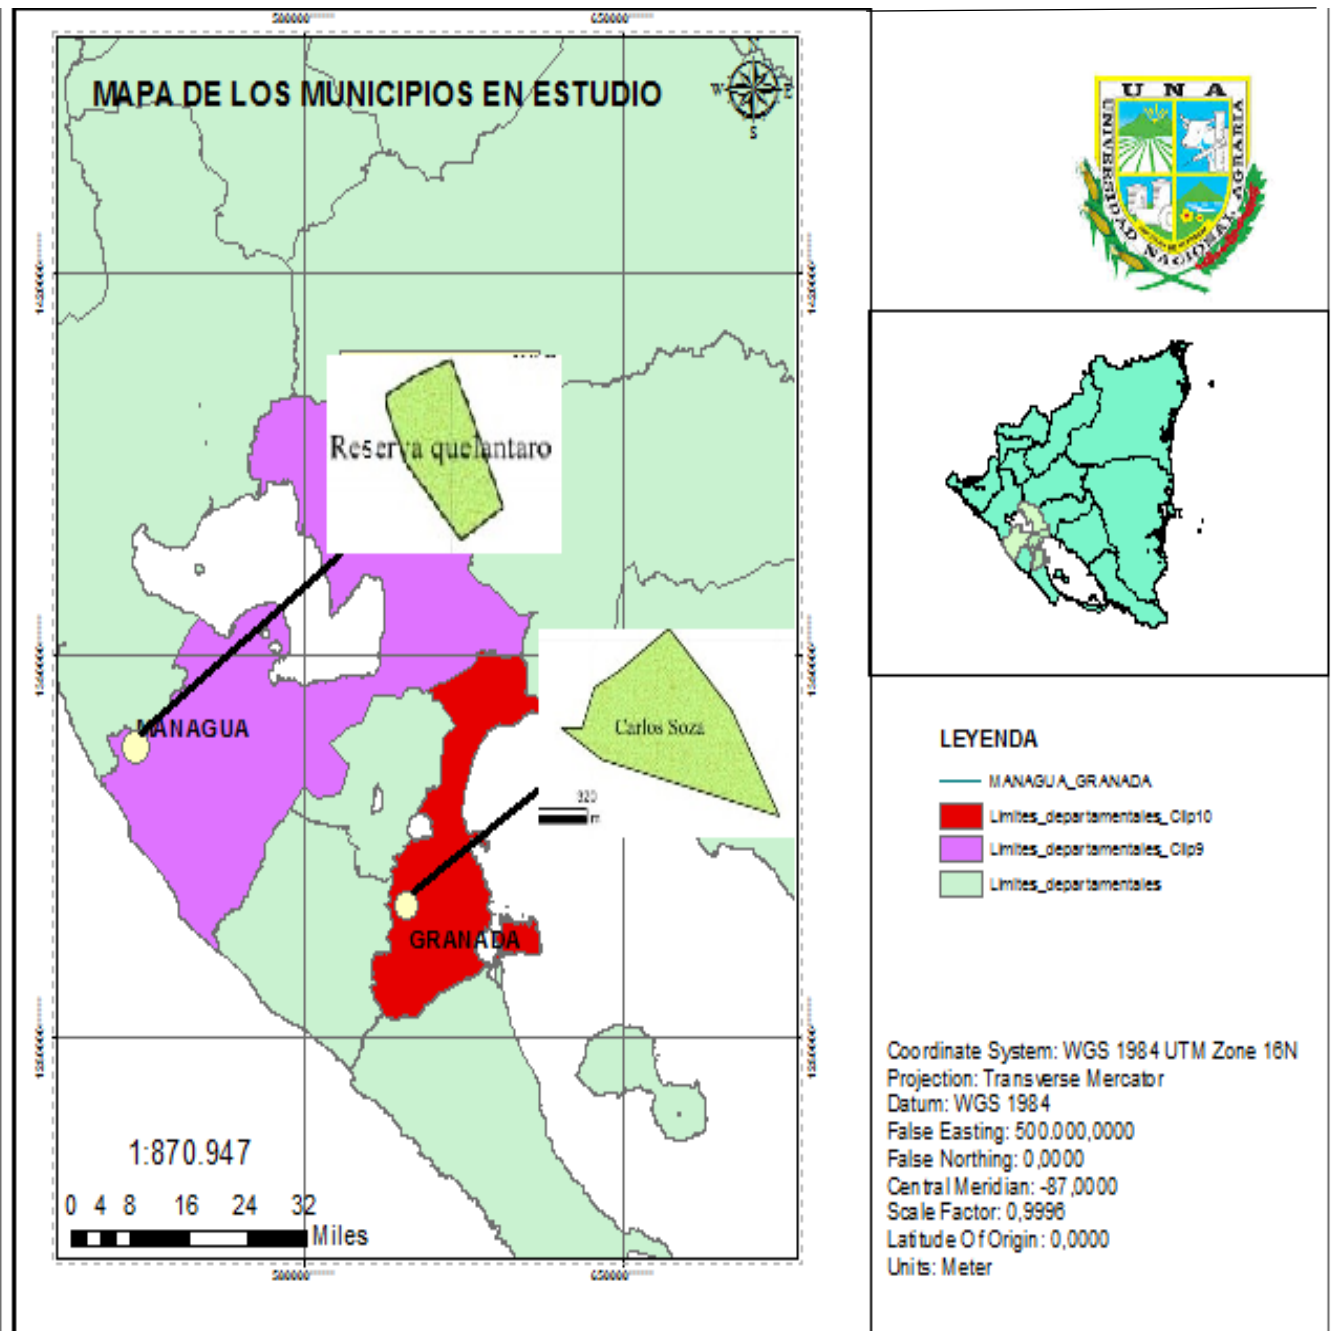 MAPA DE LOS MUNICIPIOS EN ESTUDIO
W
E
S
Reserva quelantaro
MANAGUA
Carlos Soza
320
m
GRANADA
1:870.947
0 4 8 16 24 32
Miles
U N A
UNIVERSIDAD NACIONAL AGRARIA
LEYENDA
MANAGUA_GRANADA
Limites_departamentales_Clip10
Limites_departamentales_Clip9
Limites_departamentales
Coordinate System: WGS 1984 UTM Zone 16N
Projection: Transverse Mercator
Datum: WGS 1984
False Easting: 500.000,0000
False Northing: 0,0000
Central Meridian: -87,0000
Scale Factor: 0,9996
Latitude Of Origin: 0,0000
Units: Meter